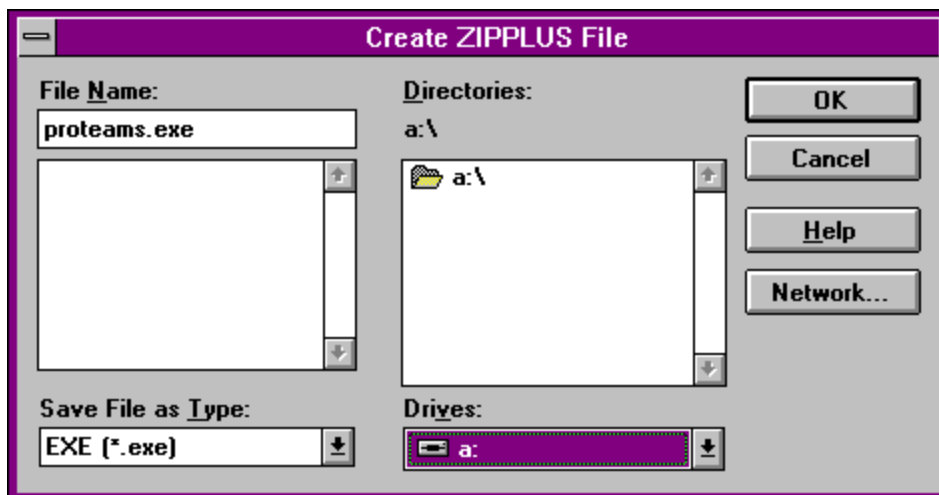 Create ZIPPLUS File
File Name:
proteams.exe
Save File as Type:
EXE (*.exe)
Directories:
a:\
a:\
Drives:
a:
OK
Cancel
Help
Network...